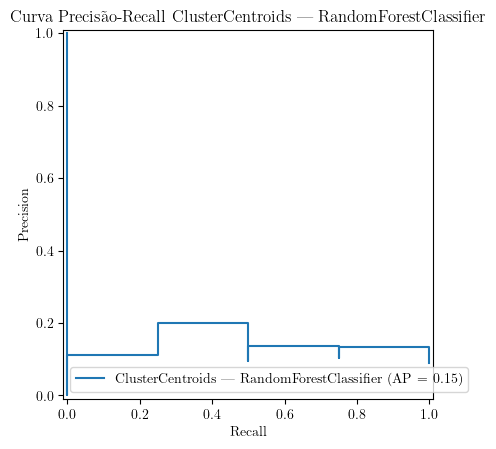 Curva Precisão-Recall ClusterCentroids — RandomForestClassifier
1.0
0.8
0.6
0.4
0.2
0.0
Precision
ClusterCentroids — RandomForestClassifier (AP = 0.15)
0.0 0.2 0.4 0.6 0.8 1.0
Recall